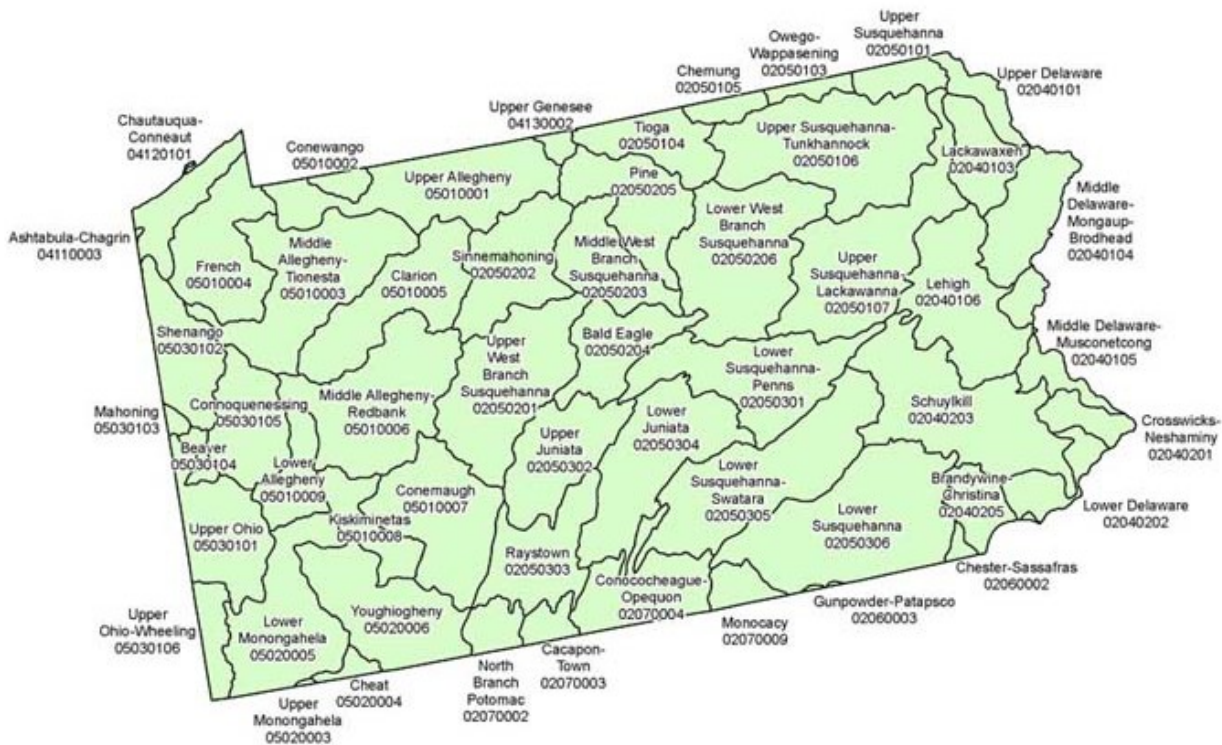 Upper
Susquehanna
02050101
Owego-
Wappasening
02050103
Chemung
02050105
Upper Delaware
02040101
Upper Genesee
04130002
Chautauqua-
Conneaut
04120101
Conewango
05010002
Tioga
02050104
Upper Susquehanna-
Tunkhannock
02050106
Lackawaxen
02040103
Upper Allegheny
05010001
Pine
02050205
Middle
Delaware-
Mongaup-
Brodhead
02040104
Ashtabula-Chagrin
04110003
French
05010004
Middle
Allegheny-
Tionesta
05010003
Clarion
05010005
Sinnemahoning
02050202
Middle West
Branch
Susquehanna
02050203
Lower West
Branch
Susquehanna
02050206
Upper
Susquehanna-
Lackawanna
02050107
Lehigh
02040106
Shenango
05030102
Bald Eagle
02050204
Middle Delaware-
Musconetcong
02040105
Upper
West
Branch
Susquehanna
02050201
Lower
Susquehanna-
Penns
02050301
Mahoning
05030103
Connoquenessing
05030105
Middle Allegheny-
Redbank
05010006
Schuylkill
02040203
Crosswicks-
Neshaminy
02040201
Beaver
05030104
Lower
Allegheny
05010009
Upper
Juniata
02050302
Lower
Juniata
02050304
Conemaugh
05010007
Lower
Susquehanna-
Swatara
02050305
Brandywine-
Christina
02040205
Lower Delaware
02040202
Upper Ohio
05030101
Kiskiminetas
05010008
Lower
Susquehanna
02050306
Raystown
02050303
Conococheague-
Opequon
02070004
Chester-Sassafras
02060002
Gunpowder-Patapsco
02060003
Monocacy
02070009
Upper
Ohio-Wheeling
05030106
Lower
Monongahela
05020005
Youghiogheny
05020006
Cacapon-
Town
02070003
North
Branch
Potomac
02070002
Cheat
05020004
Upper
Monongahela
05020003